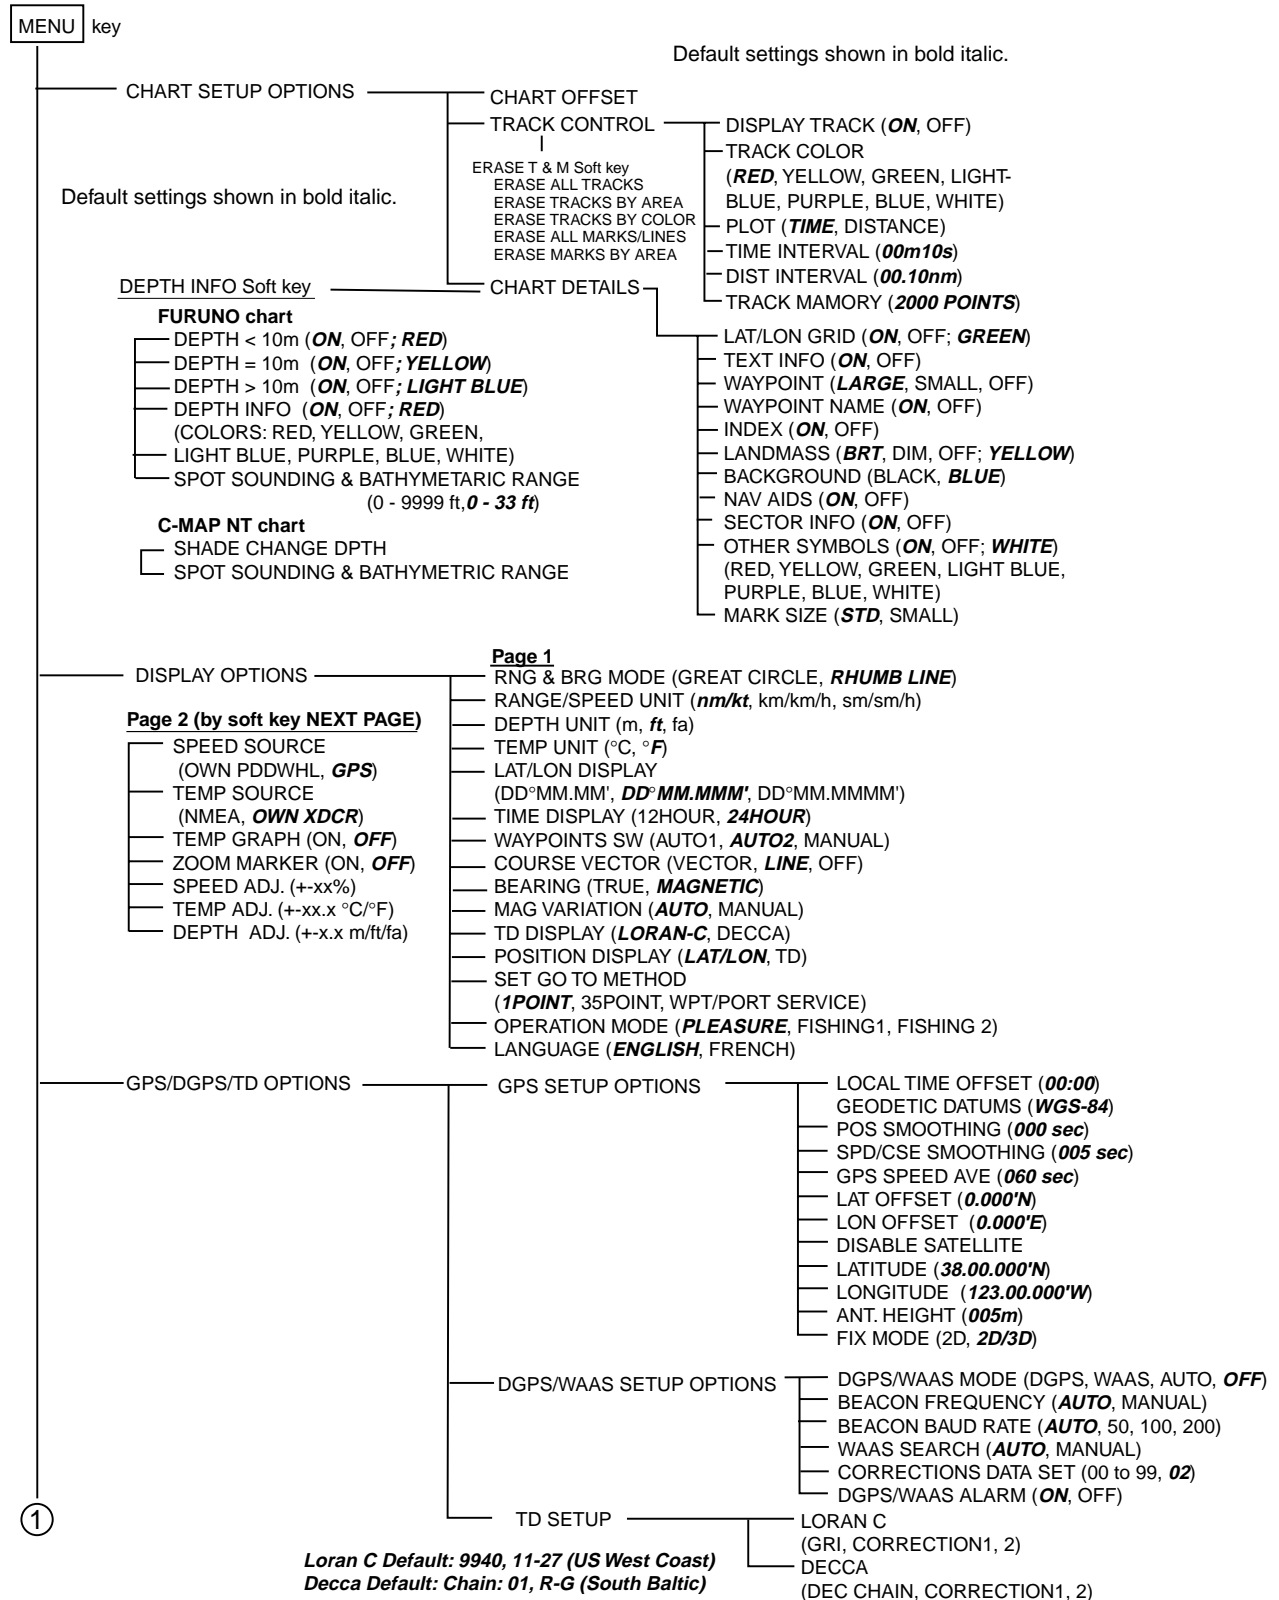 MENU key
Default settings shown in bold italic.
CHART SETUP OPTIONS
CHART OFFSET
TRACK CONTROL
ERASE T & M Soft key
ERASE ALL TRACKS
ERASE TRACKS BY AREA
ERASE TRACKS BY COLOR
ERASE ALL MARKS/LINES
ERASE MARKS BY AREA
DISPLAY TRACK (ON, OFF)
TRACK COLOR
(RED, YELLOW, GREEN, LIGHT-
BLUE, PURPLE, BLUE, WHITE)
PLOT (TIME, DISTANCE)
TIME INTERVAL (00m10s)
DIST INTERVAL (00.10nm)
TRACK MAMORY (2000 POINTS)
Default settings shown in bold italic.
CHART DETAILS
DEPTH INFO Soft key
FURUNO chart
DEPTH < 10m (ON, OFF; RED)
DEPTH = 10m (ON, OFF; YELLOW)
DEPTH > 10m (ON, OFF; LIGHT BLUE)
DEPTH INFO (ON, OFF; RED)
(COLORS: RED, YELLOW, GREEN,
LIGHT BLUE, PURPLE, BLUE, WHITE)
SPOT SOUNDING & BATHYMETARIC RANGE
(0 - 9999 ft,0 - 33 ft)
C-MAP NT chart
SHADE CHANGE DPTH
SPOT SOUNDING & BATHYMETRIC RANGE
LAT/LON GRID (ON, OFF; GREEN)
TEXT INFO (ON, OFF)
WAYPOINT (LARGE, SMALL, OFF)
WAYPOINT NAME (ON, OFF)
INDEX (ON, OFF)
LANDMASS (BRT, DIM, OFF; YELLOW)
BACKGROUND (BLACK, BLUE)
NAV AIDS (ON, OFF)
SECTOR INFO (ON, OFF)
OTHER SYMBOLS (ON, OFF; WHITE)
(RED, YELLOW, GREEN, LIGHT BLUE,
PURPLE, BLUE, WHITE)
MARK SIZE (STD, SMALL)
DISPLAY OPTIONS
Page 1
RNG & BRG MODE (GREAT CIRCLE, RHUMB LINE)
RANGE/SPEED UNIT (nm/kt, km/km/h, sm/sm/h)
DEPTH UNIT (m, ft, fa)
TEMP UNIT (°C, °F)
LAT/LON DISPLAY
(DD°MM.MM', DD°MM.MMM', DD°MM.MMMM')
TIME DISPLAY (12HOUR, 24HOUR)
WAYPOINTS SW (AUTO1, AUTO2, MANUAL)
COURSE VECTOR (VECTOR, LINE, OFF)
BEARING (TRUE, MAGNETIC)
MAG VARIATION (AUTO, MANUAL)
TD DISPLAY (LORAN-C, DECCA)
POSITION DISPLAY (LAT/LON, TD)
SET GO TO METHOD
(1POINT, 35POINT, WPT/PORT SERVICE)
OPERATION MODE (PLEASURE, FISHING1, FISHING 2)
LANGUAGE (ENGLISH, FRENCH)
Page 2 (by soft key NEXT PAGE)
SPEED SOURCE
(OWN PDDWHL, GPS)
TEMP SOURCE
(NMEA, OWN XDCR)
TEMP GRAPH (ON, OFF)
ZOOM MARKER (ON, OFF)
SPEED ADJ. (+-xx%)
TEMP ADJ. (+-xx.x °C/°F)
DEPTH ADJ. (+-x.x m/ft/fa)
GPS/DGPS/TD OPTIONS
GPS SETUP OPTIONS
LOCAL TIME OFFSET (00:00)
GEODETIC DATUMS (WGS-84)
POS SMOOTHING (000 sec)
SPD/CSE SMOOTHING (005 sec)
GPS SPEED AVE (060 sec)
LAT OFFSET (0.000'N)
LON OFFSET (0.000'E)
DISABLE SATELLITE
LATITUDE (38.00.000'N)
LONGITUDE (123.00.000'W)
ANT. HEIGHT (005m)
FIX MODE (2D, 2D/3D)
DGPS/WAAS SETUP OPTIONS
DGPS/WAAS MODE (DGPS, WAAS, AUTO, OFF)
BEACON FREQUENCY (AUTO, MANUAL)
BEACON BAUD RATE (AUTO, 50, 100, 200)
WAAS SEARCH (AUTO, MANUAL)
CORRECTIONS DATA SET (00 to 99, 02)
DGPS/WAAS ALARM (ON, OFF)
1
TD SETUP
LORAN C
(GRI, CORRECTION1, 2)
DECCA
(DEC CHAIN, CORRECTION1, 2)
Loran C Default: 9940, 11-27 (US West Coast)
Decca Default: Chain: 01, R-G (South Baltic)